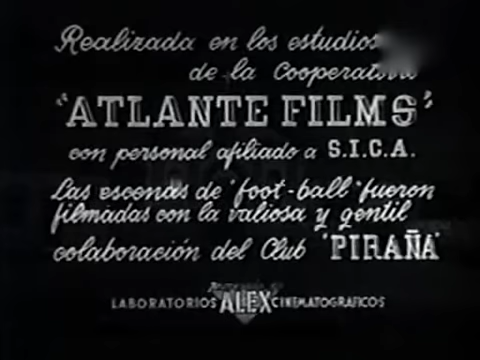 Realizada en los estudios
de la Cooperativa
"ATLANTE FILMS"
con personal afiliado a S.I.C.A.
Las escenas de "foot-ball" fueron
filmadas con la valiosa y gentil
colaboración del Club "PIRAÑA"
LABORATORIOS ALEX CINEMATOGRÁFICOS